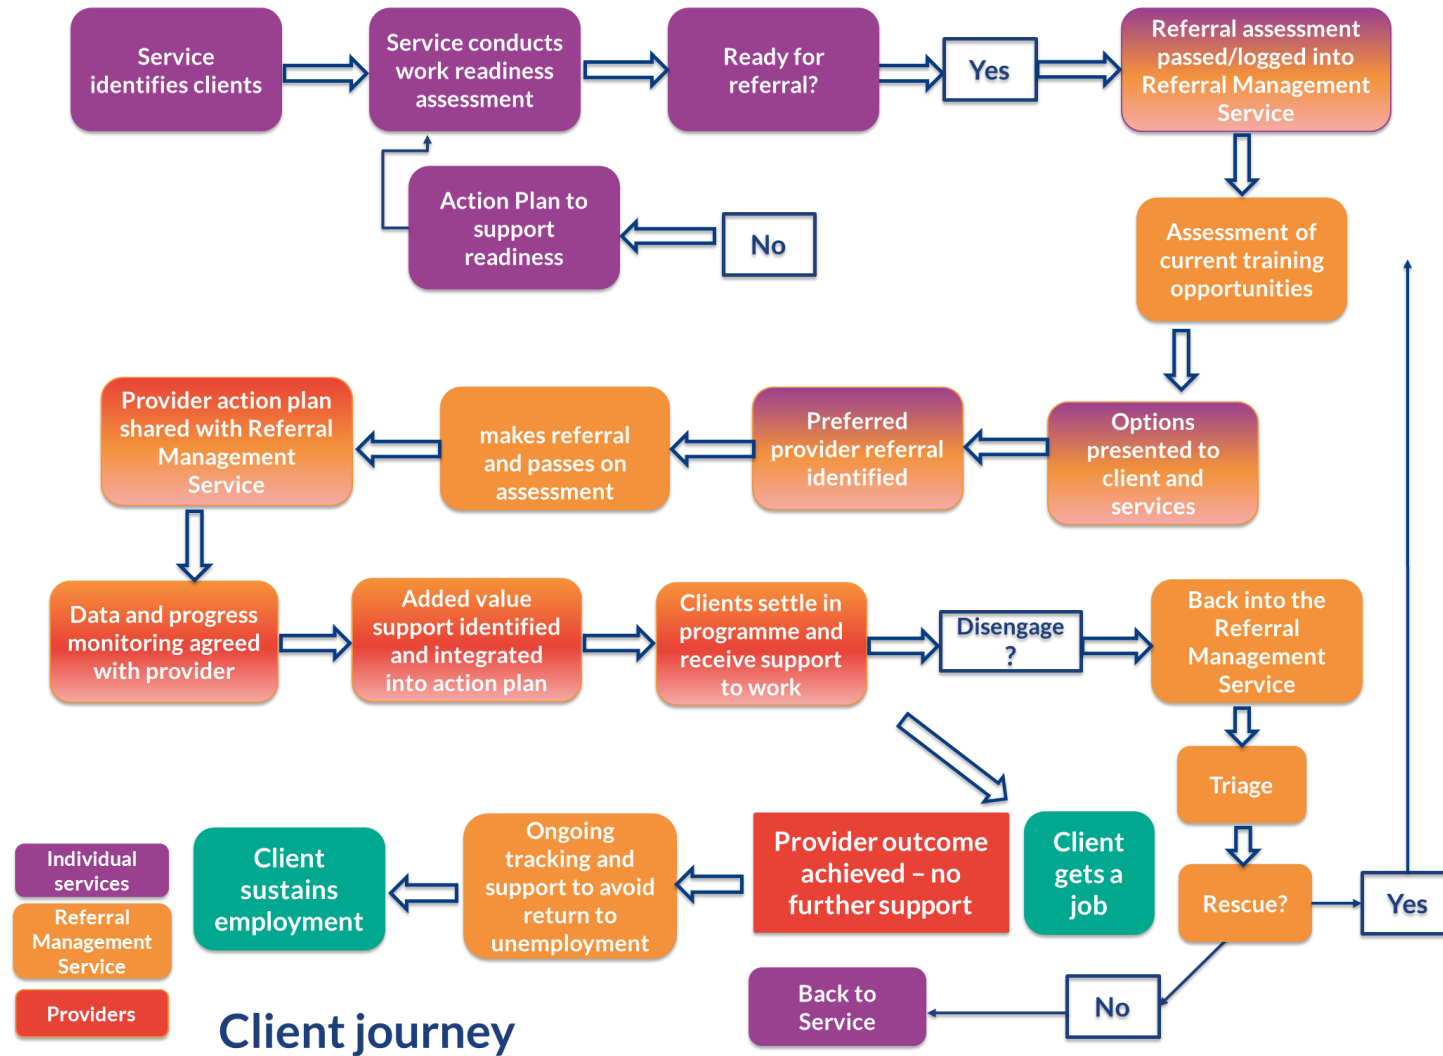 Service
identifies clients
Service conducts
work readiness
assessment
Ready for
referral?
Yes
Referral assessment
passed/logged into
Referral Management
Service
Action Plan to
support
readiness
No
Assessment of
current training
opportunities
Options
presented to
client and
services
Preferred
provider referral
identified
makes referral
and passes on
assessment
Provider action plan
shared with Referral
Management
Service
Data and progress
monitoring agreed
with provider
Added value
support identified
and integrated
into action plan
Clients settle in
programme and
receive support
to work
Disengage
?
Back into the
Referral
Management
Service
Triage
Rescue?
Yes
No
Back to
Service
Client
gets a
job
Provider outcome
achieved – no
further support
Ongoing
tracking and
support to avoid
return to
unemployment
Client
sustains
employment
Individual
services
Referral
Management
Service
Providers
Client journey